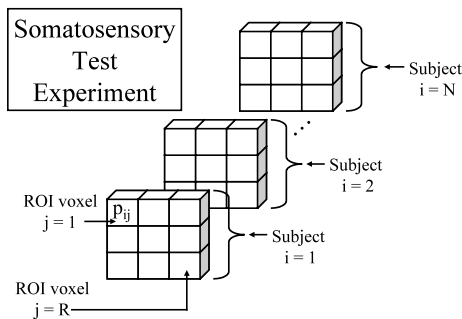 Somatosensory
Test
Experiment
Subject
i = N
Subject
i = 2
ROI voxel
j = 1
p_ij
Subject
i = 1
ROI voxel
j = R